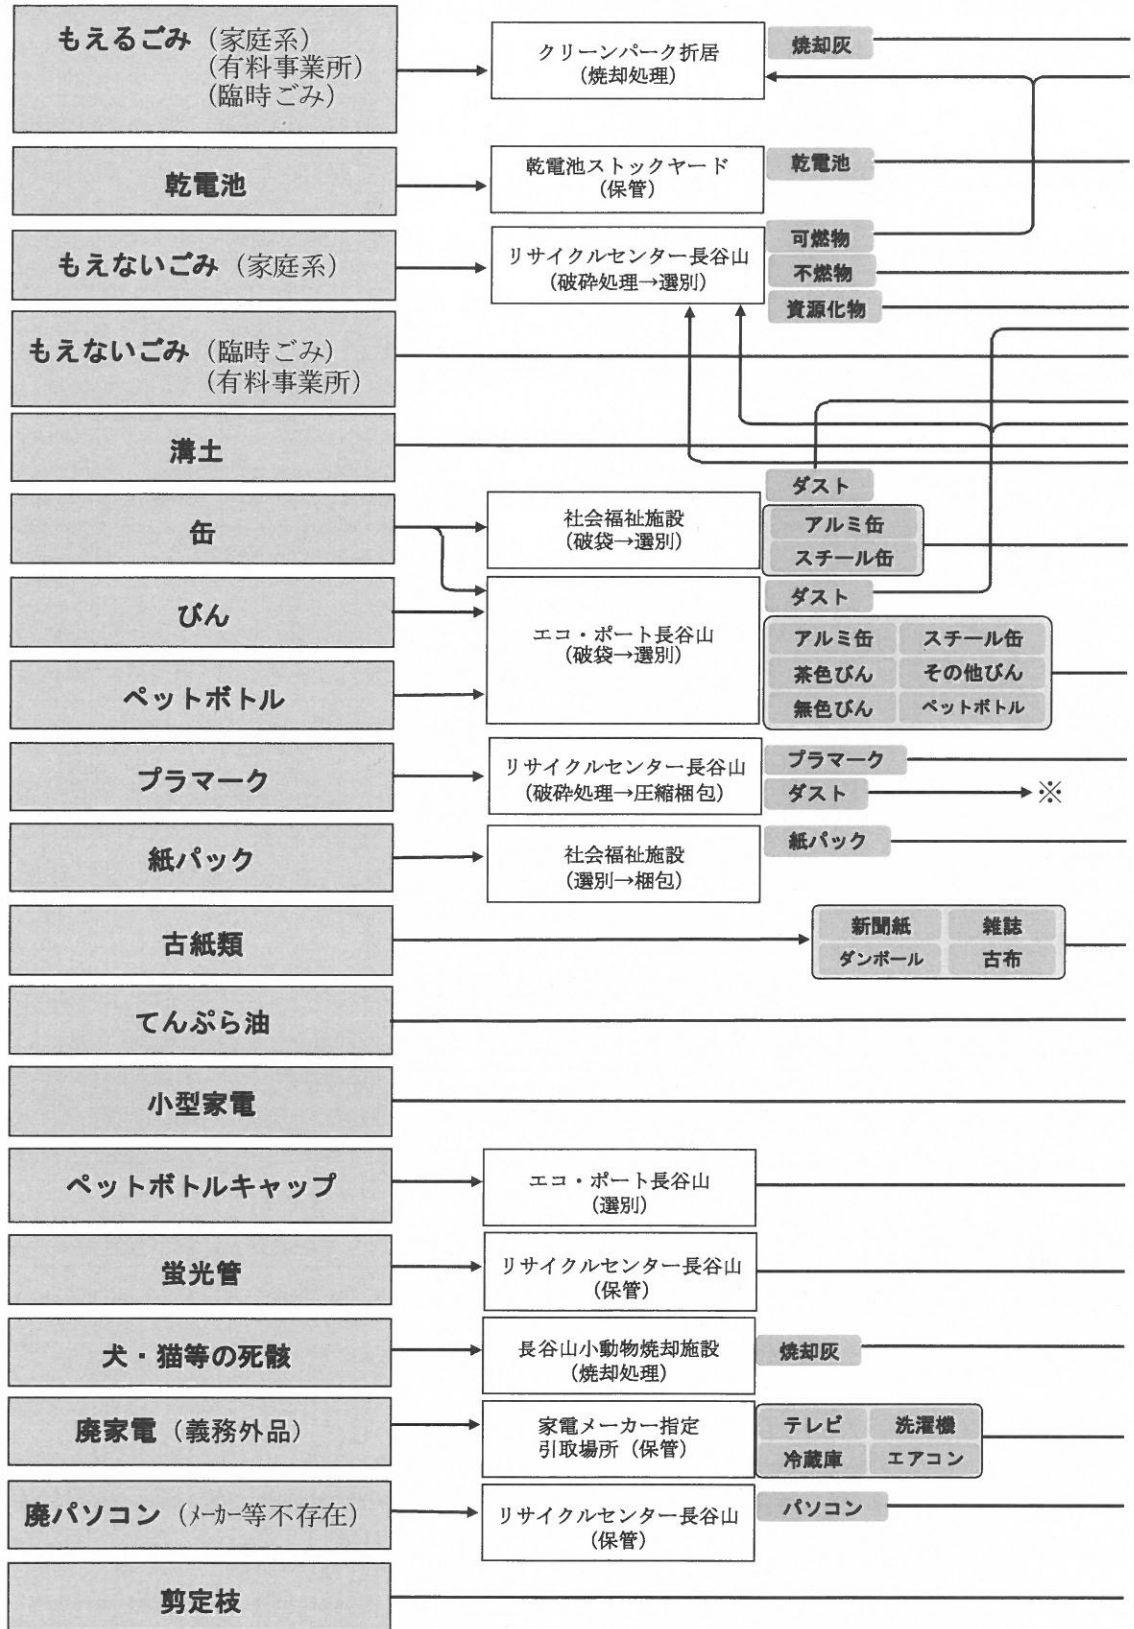 もえるごみ（家庭系）
（有料事業所）
（臨時ごみ）
クリーンパーク折居
（焼却処理）
焼却灰
乾電池
乾電池ストックヤード
（保管）
乾電池
もえないごみ（家庭系）
リサイクルセンター長谷山
（破砕処理→選別）
可燃物
不燃物
資源化物
もえないごみ（臨時ごみ）
（有料事業所）
溝土
缶
社会福祉施設
（破袋→選別）
ダスト
アルミ缶
スチール缶
びん
ペットボトル
エコ・ポート長谷山
（破袋→選別）
ダスト
アルミ缶 スチール缶
茶色びん その他びん
無色びん ペットボトル
プラマーク
リサイクルセンター長谷山
（破砕処理→圧縮梱包）
プラマーク
ダスト ※
紙パック
社会福祉施設
（選別→梱包）
紙パック
古紙類
新聞紙 雑誌
ダンボール 古布
てんぷら油
小型家電
ペットボトルキャップ
エコ・ポート長谷山
（選別）
蛍光管
リサイクルセンター長谷山
（保管）
犬・猫等の死骸
長谷山小動物焼却施設
（焼却処理）
焼却灰
廃家電（義務外品）
家電メーカー指定
引取場所（保管）
テレビ 洗濯機
冷蔵庫 エアコン
廃パソコン（メーカー等不存在）
リサイクルセンター長谷山
（保管）
パソコン
剪定枝